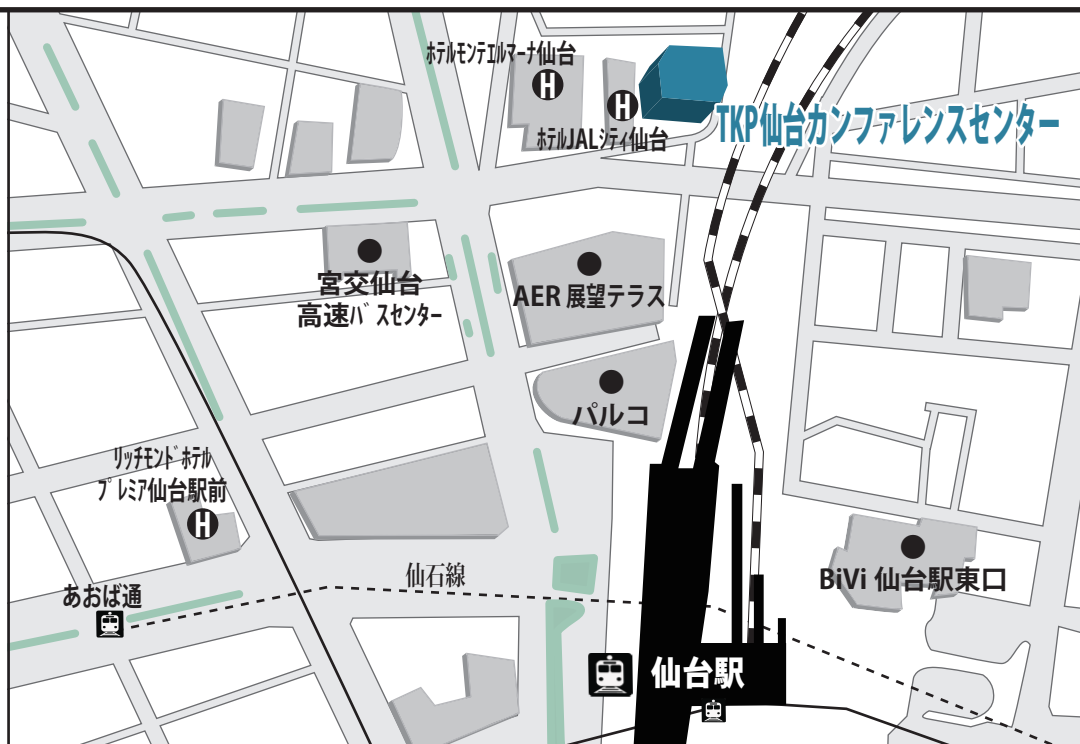 ホテルモンテエルマーナ仙台
H
H
ホテルJALシティ仙台
TKP仙台カンファレンスセンター
宮交仙台
高速バスセンター
AER 展望テラス
パルコ
リッチモンドホテル
プレミア仙台駅前
H
仙石線
BiVi 仙台駅東口
あおば通
仙台駅